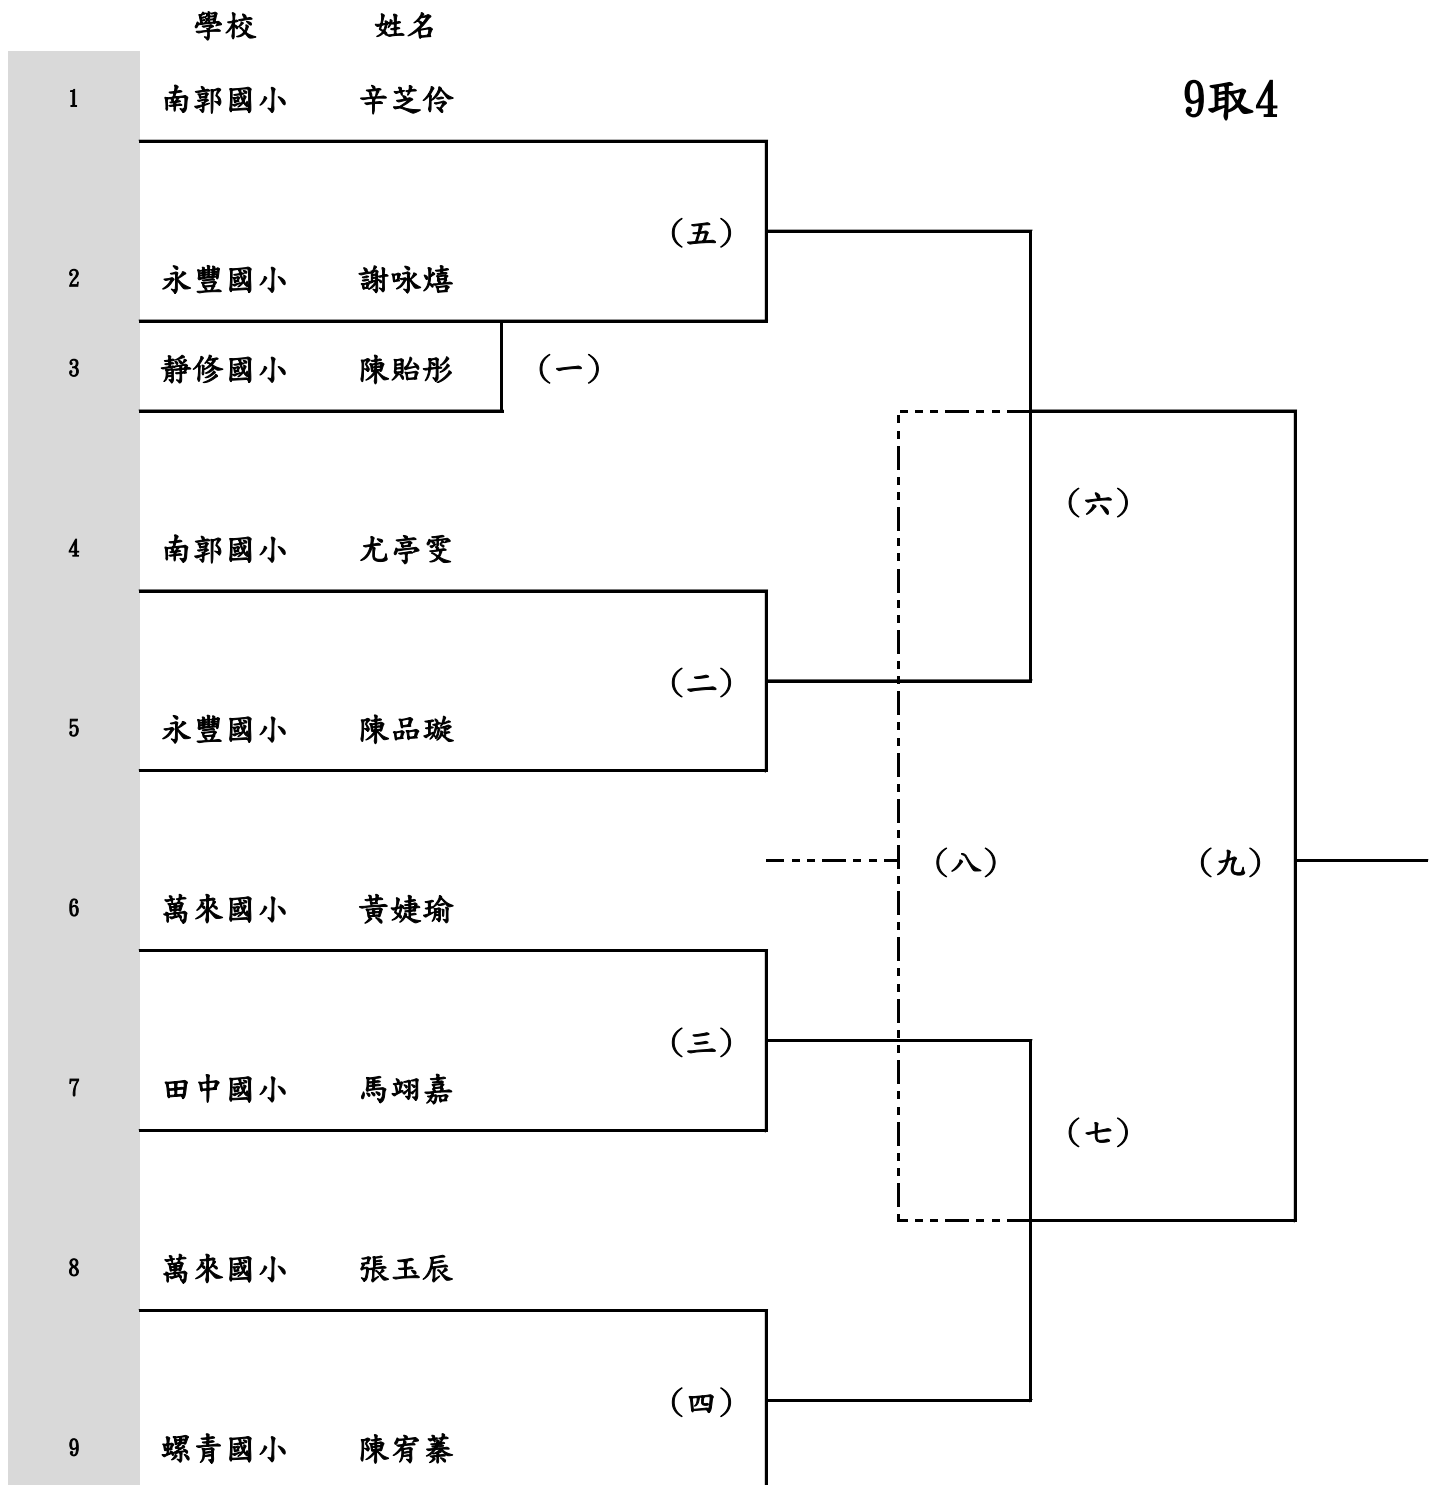 學校 姓名
1 南郭國小 辛芝伶 9取4
(五)
2 永豐國小 謝咏熺
3 靜修國小 陳貽彤 (一)
(六)
4 南郭國小 尤亭雯
(二)
5 永豐國小 陳品璇
(八) (九)
6 萬來國小 黃婕瑜
(三)
7 田中國小 馬翊嘉
(七)
8 萬來國小 張玉辰
(四)
9 螺青國小 陳宥蓁